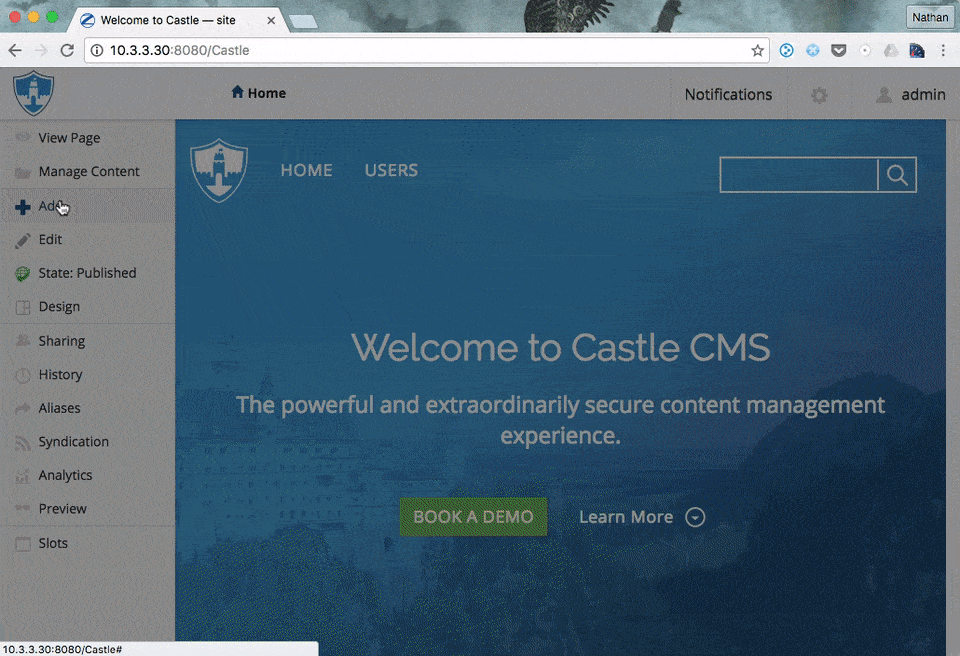 Welcome to Castle — site
Nathan
10.3.3.30:8080/Castle
Home
Notifications
admin
View Page
Manage Content
Add
Edit
State: Published
Design
Sharing
History
Aliases
Syndication
Analytics
Preview
Slots
HOME
USERS
Welcome to Castle CMS
The powerful and extraordinarily secure content management
experience.
BOOK A DEMO
Learn More
10.3.3.30:8080/Castle#